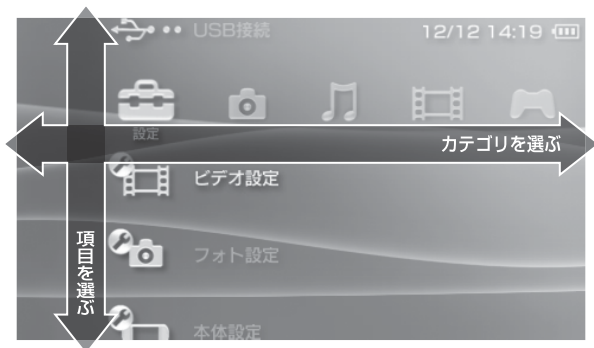 USB接続
12/12 14:19
設定
カテゴリを選ぶ
ビデオ設定
項目を選ぶ
フォト設定
本体設定